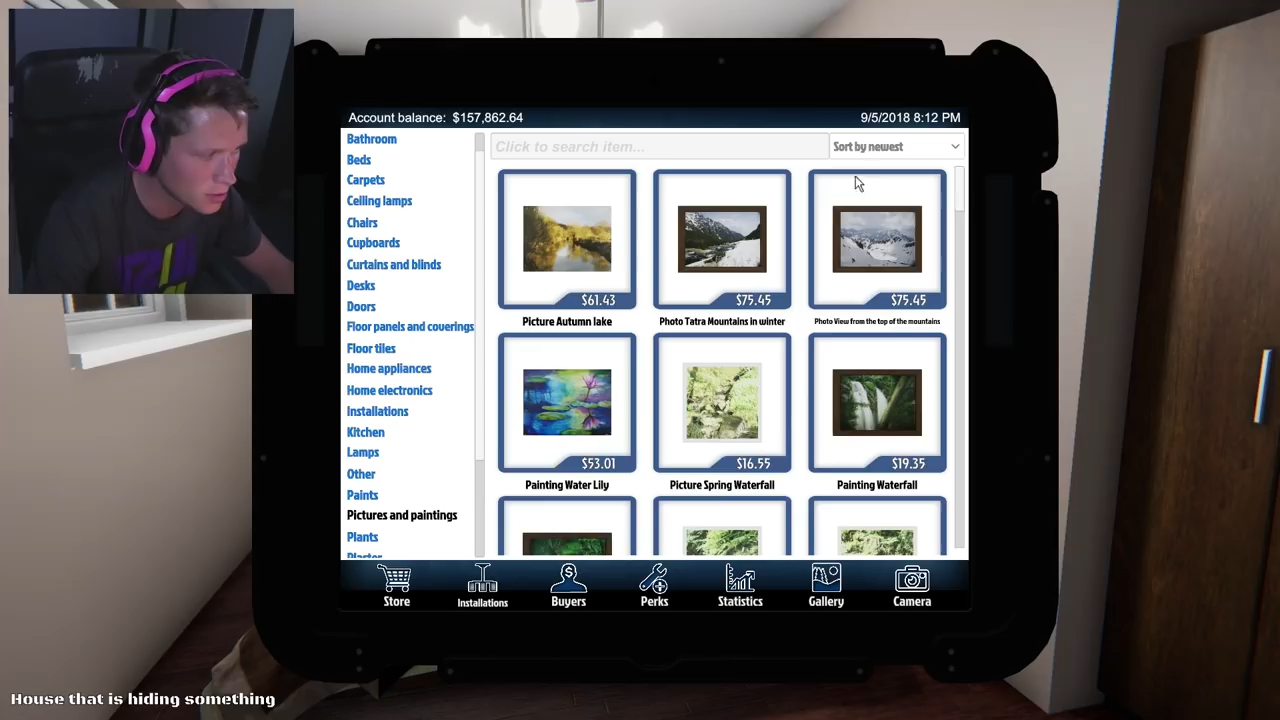 Account balance: $157,862.64
9/5/2018 8:12 PM
Bathroom
Beds
Carpets
Ceiling lamps
Chairs
Cupboards
Curtains and blinds
Desks
Doors
Floor panels and coverings
Floor tiles
Home appliances
Home electronics
Installations
Kitchen
Lamps
Other
Paints
Pictures and paintings
Plants
Plaster
Click to search item...
Sort by newest
$61.43
$75.45
$75.45
Picture Autumn lake
Photo Tatra Mountains in winter
Photo View from the top of the mountains
$53.01
$16.55
$19.35
Painting Water Lily
Picture Spring Waterfall
Painting Waterfall
Store
Installations
Buyers
Perks
Statistics
Gallery
Camera
House that is hiding something